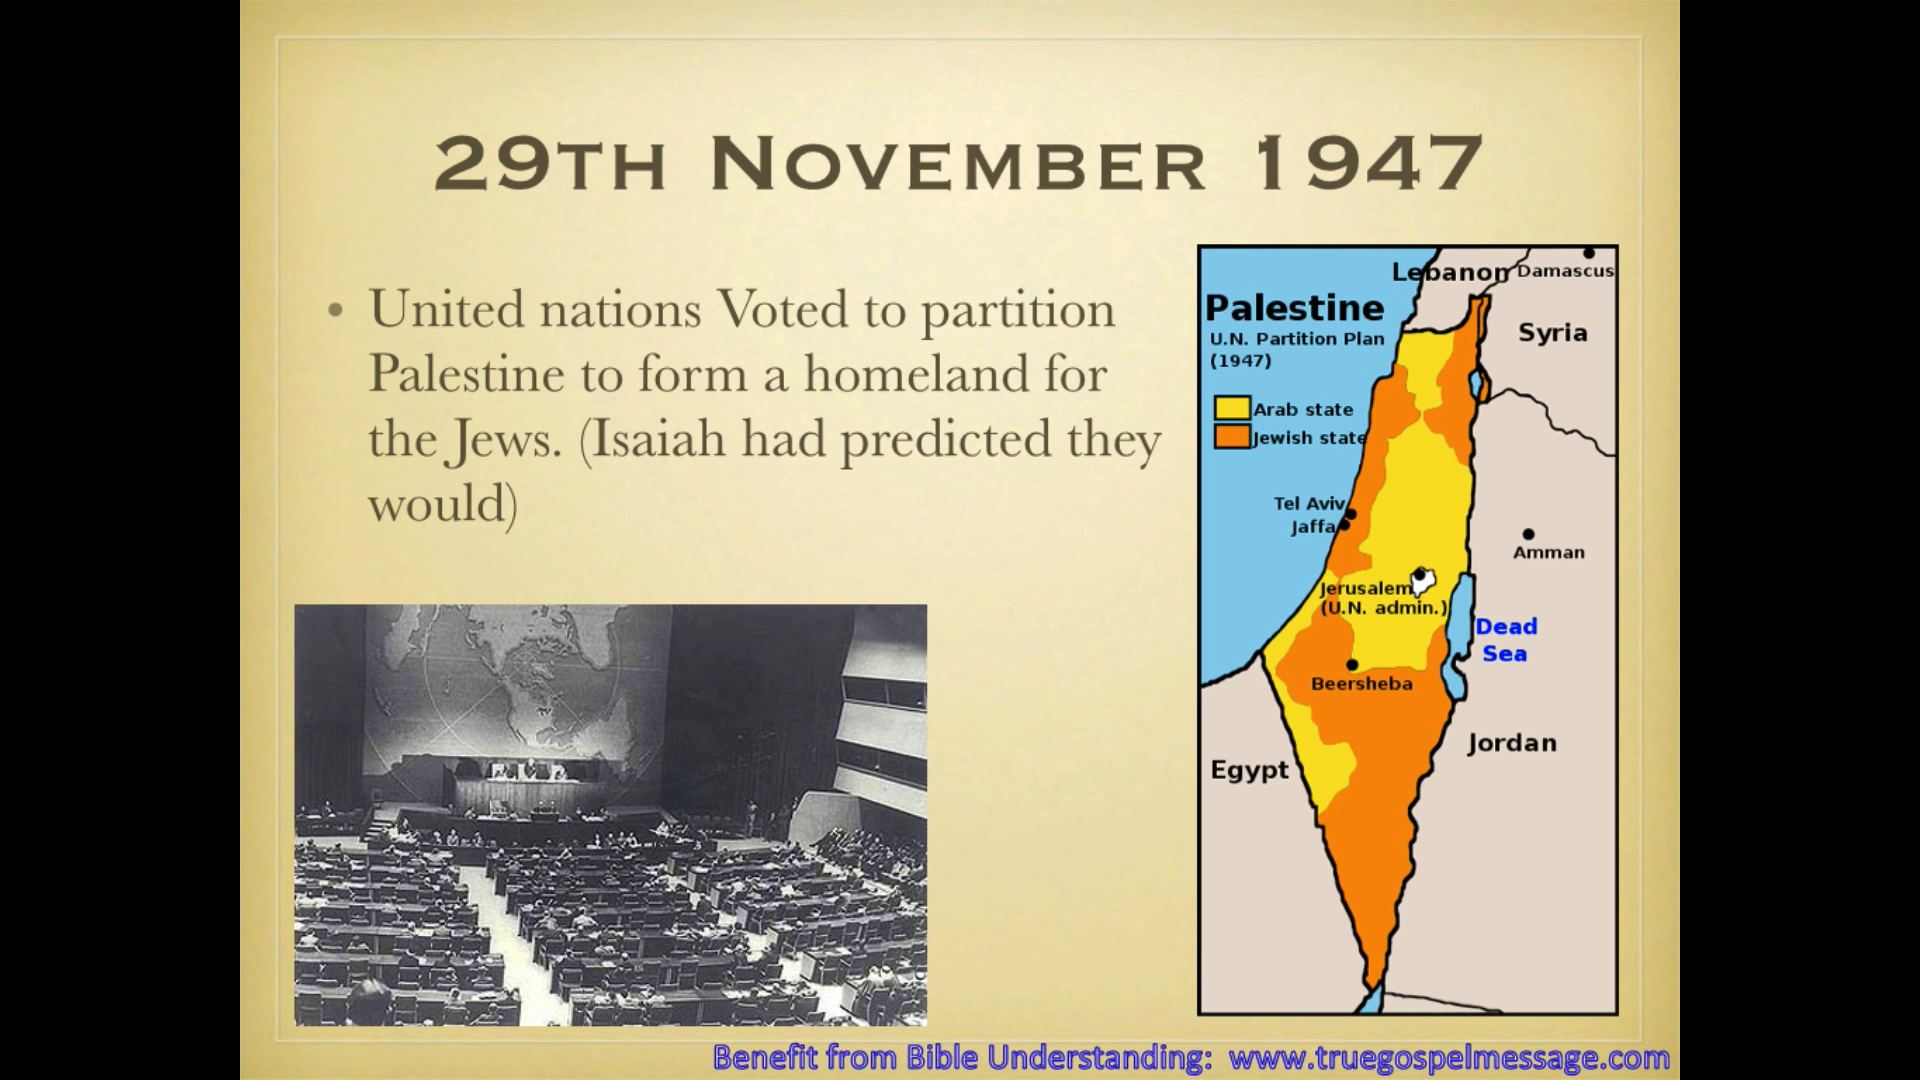 29TH NOVEMBER 1947
• United nations Voted to partition
Palestine to form a homeland for
the Jews. (Isaiah had predicted they
would)
Lebanon
Damascus
Palestine
U.N. Partition Plan
(1947)
Syria
Arab state
Jewish state
Tel Aviv
Jaffa
Amman
Jerusalem
(U.N. admin.)
Dead
Sea
Beersheba
Jordan
Egypt
Benefit from Bible Understanding: www.truegospelmessage.com